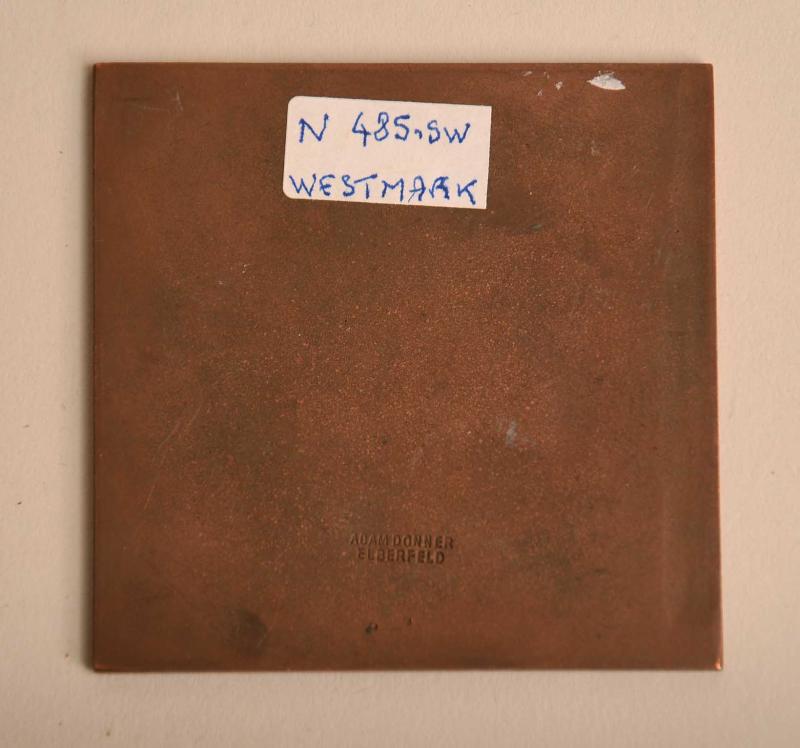 N 485.SW
WESTMARK
ADAM DONNER
ELBERFELD